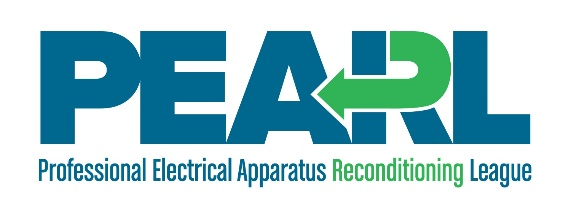 PEARL
Professional Electrical Apparatus Reconditioning League